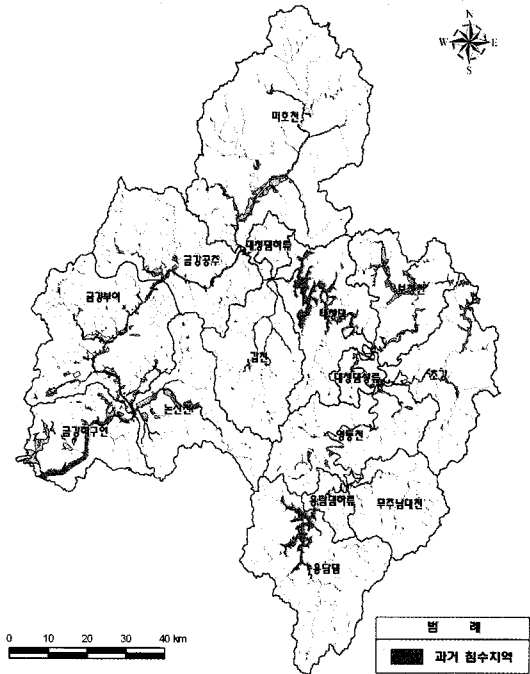 N
W E
S
미호천
대청댐하류
금강공주
보청천
금강부여
대청댐
갑천
대청댐상류
초강
논산천
영동천
금강하구언
용담댐하류
무주남대천
용담댐
0 10 20 30 40 km
범 례
과거 침수지역